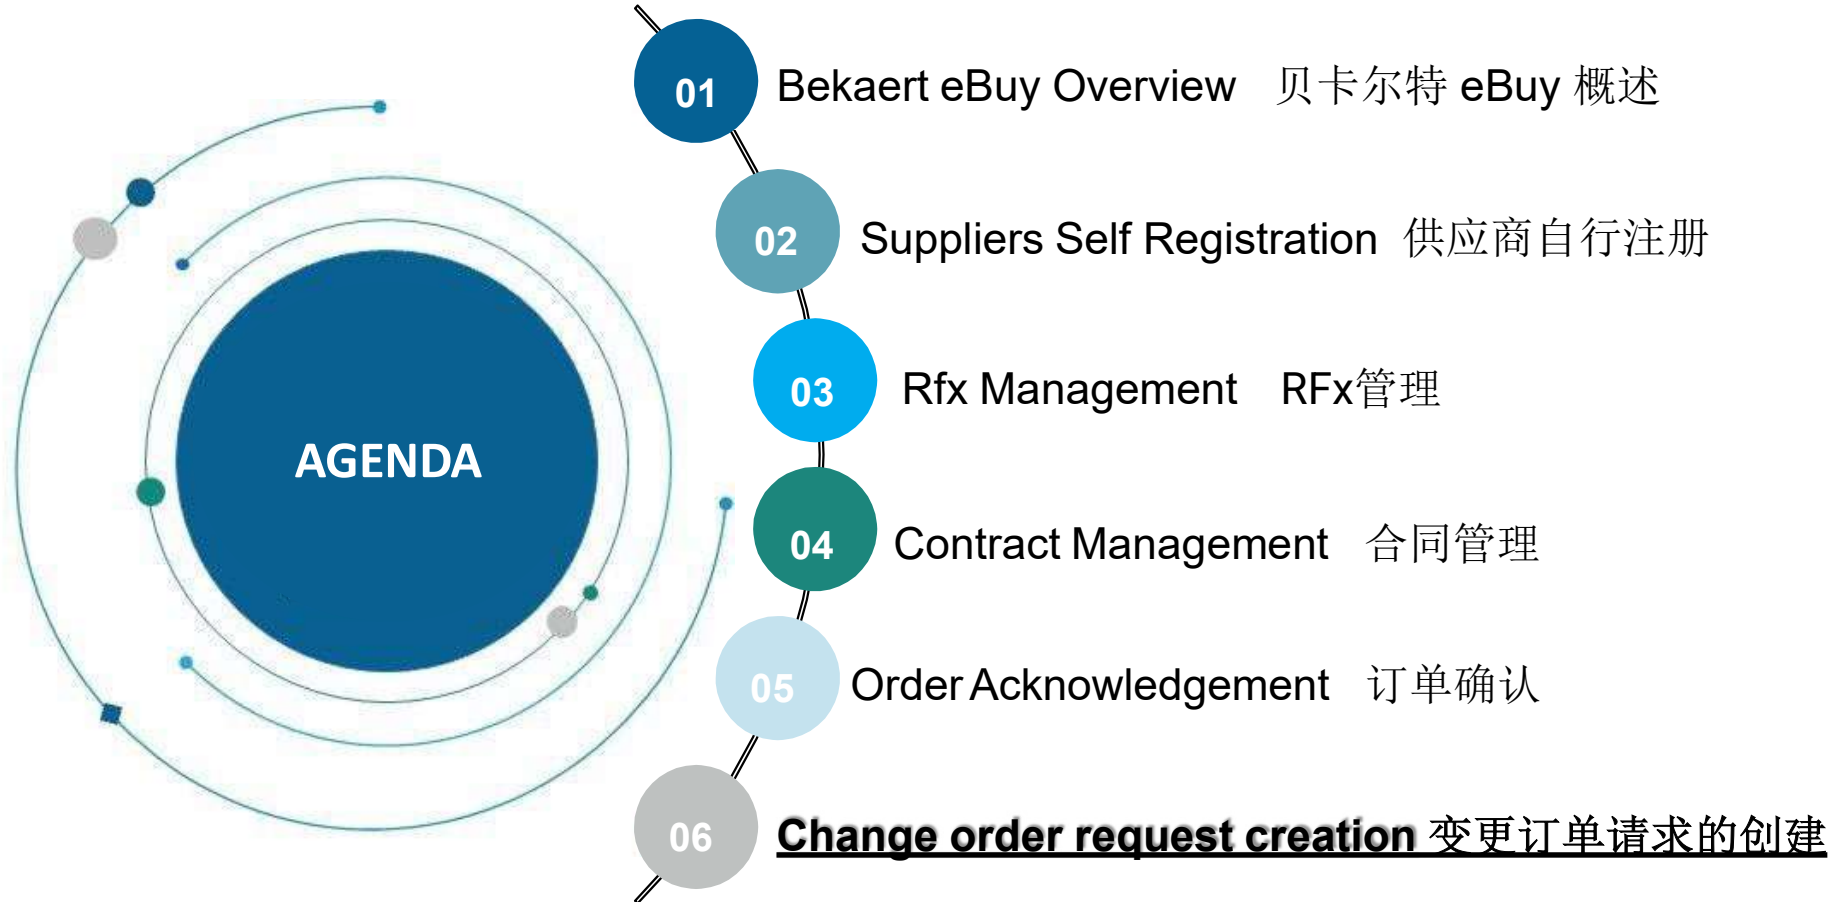 AGENDA
01 Bekaert eBuy Overview 贝卡尔特 eBuy 概述
02 Suppliers Self Registration 供应商自行注册
03 Rfx Management RFx管理
04 Contract Management 合同管理
05 Order Acknowledgement 订单确认
06 Change order request creation 变更订单请求的创建